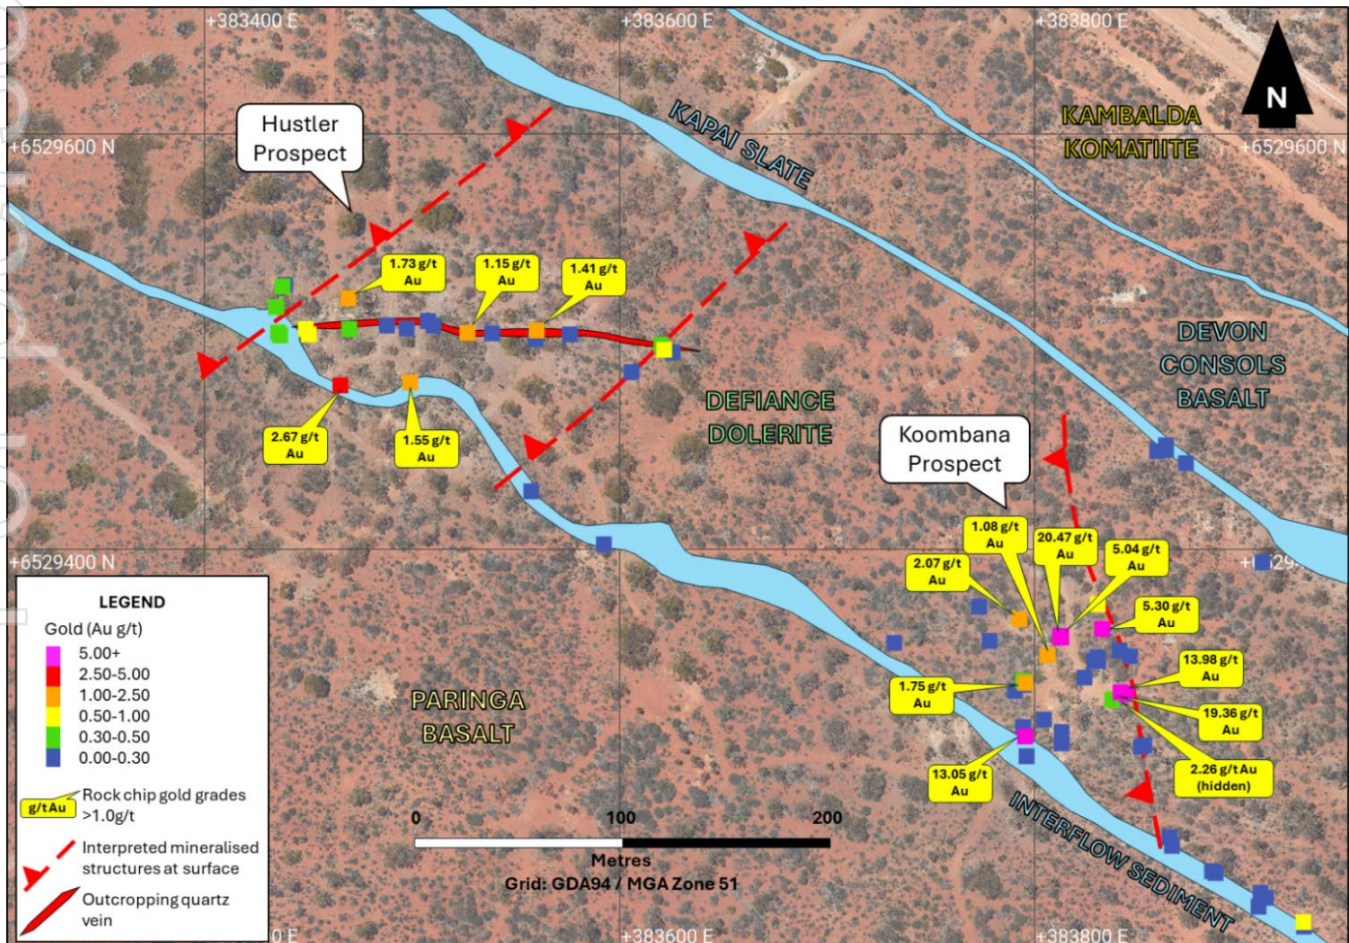 +383400 E
+383600 E
+383800 E
+6529600 N
+6529600 N
N
Hustler
Prospect
KAPAI SLATE
KAMBALDA
KOMATIITE
1.73 g/t
Au
1.15 g/t
Au
1.41 g/t
Au
2.67 g/t
Au
1.55 g/t
Au
DEFIANCE
DOLERITE
DEVON
CONSOLS
BASALT
Koombana
Prospect
+6529400 N
1.08 g/t
Au
20.47 g/t
Au
5.04 g/t
Au
2.07 g/t
Au
5.30 g/t
Au
13.98 g/t
Au
1.75 g/t
Au
19.36 g/t
Au
2.26 g/t Au
(hidden)
13.05 g/t
Au
PARINGA
BASALT
INTERFLOW SEDIMENT
LEGEND
Gold (Au g/t)
5.00+
2.50-5.00
1.00-2.50
0.50-1.00
0.30-0.50
0.00-0.30
g/t Au
Rock chip gold grades
>1.0g/t
Interpreted mineralised
structures at surface
Outcropping quartz
vein
0 100 200
Metres
Grid: GDA94 / MGA Zone 51
+383600 E
+383800 E